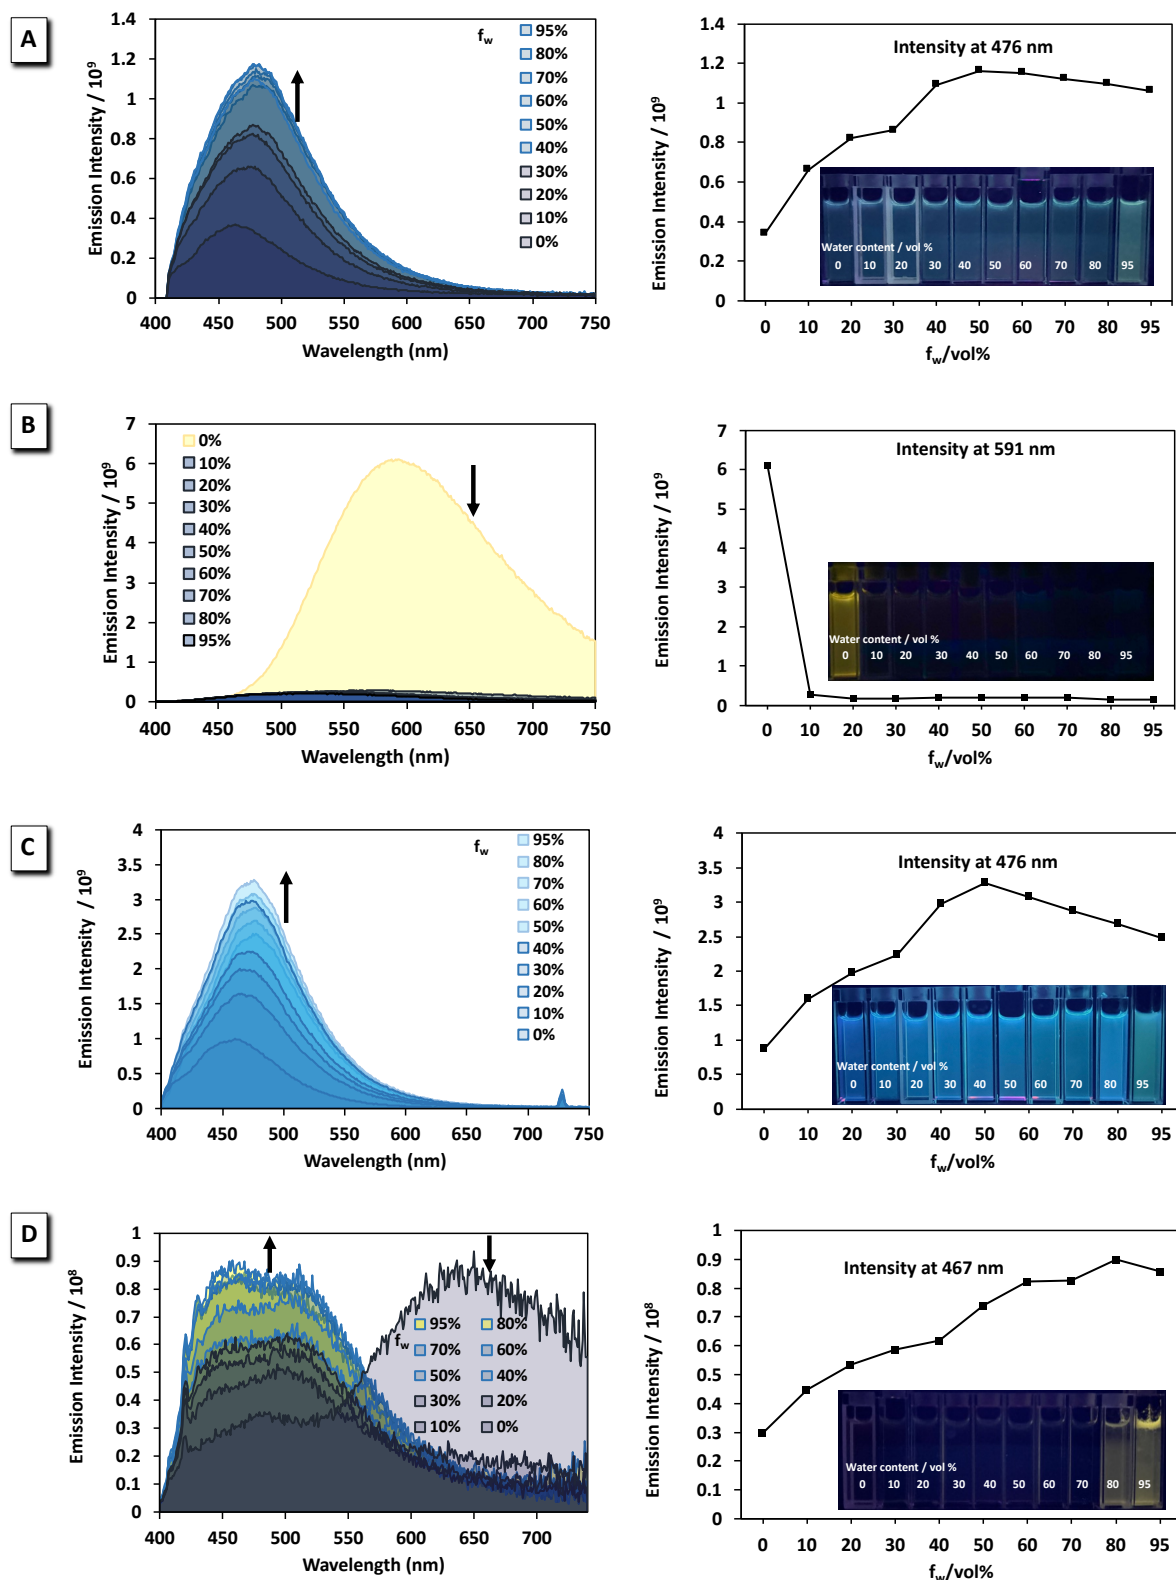 A
Emission Intensity / 10⁹
1.4
1.2
1
0.8
0.6
0.4
0.2
0
400 450 500 550 600 650 700 750
Wavelength (nm)
f_w
95%
80%
70%
60%
50%
40%
30%
20%
10%
0%
Emission Intensity / 10⁹
1.4
1.2
1
0.8
0.6
0.4
0.2
0
Intensity at 476 nm
Water content / vol %
0 10 20 30 40 50 60 70 80 95
0 10 20 30 40 50 60 70 80 95
f_w/vol%
B
Emission Intensity / 10⁹
7
6
5
4
3
2
1
0
0%
10%
20%
30%
40%
50%
60%
70%
80%
95%
400 450 500 550 600 650 700 750
Wavelength (nm)
Emission Intensity / 10⁹
7
6
5
4
3
2
1
0
Intensity at 591 nm
Water content / vol %
0 10 20 30 40 50 60 70 80 95
0 10 20 30 40 50 60 70 80 95
f_w/vol%
C
Emission Intensity / 10⁹
4
3.5
3
2.5
2
1.5
1
0.5
0
f_w
95%
80%
70%
60%
50%
40%
30%
20%
10%
0%
400 450 500 550 600 650 700 750
Wavelength (nm)
Emission Intensity / 10⁹
4
3.5
3
2.5
2
1.5
1
0.5
0
Intensity at 476 nm
Water content / vol %
0 10 20 30 40 50 60 70 80 95
0 10 20 30 40 50 60 70 80 95
f_w/vol%
D
Emission Intensity / 10⁸
1
0.9
0.8
0.7
0.6
0.5
0.4
0.3
0.2
0.1
0
f_w
95% 80%
70% 60%
50% 40%
30% 20%
10% 0%
400 450 500 550 600 650 700
Wavelength (nm)
Emission Intensity / 10⁸
1
0.9
0.8
0.7
0.6
0.5
0.4
0.3
0.2
0.1
0
Intensity at 467 nm
Water content / vol %
0 10 20 30 40 50 60 70 80 95
0 10 20 30 40 50 60 70 80 95
f_w/vol%